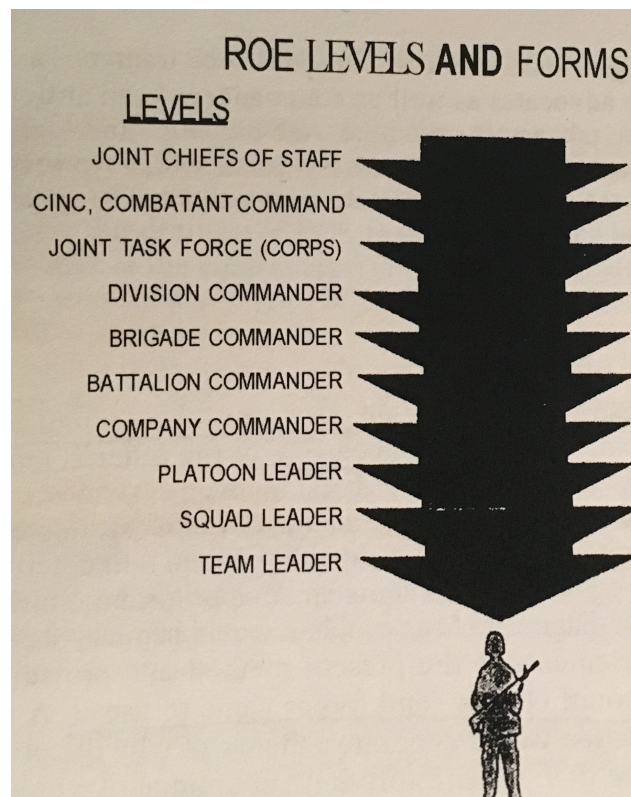 ROE LEVELS AND FORMS
LEVELS
JOINT CHIEFS OF STAFF
CINC, COMBATANT COMMAND
JOINT TASK FORCE (CORPS)
DIVISION COMMANDER
BRIGADE COMMANDER
BATTALION COMMANDER
COMPANY COMMANDER
PLATOON LEADER
SQUAD LEADER
TEAM LEADER